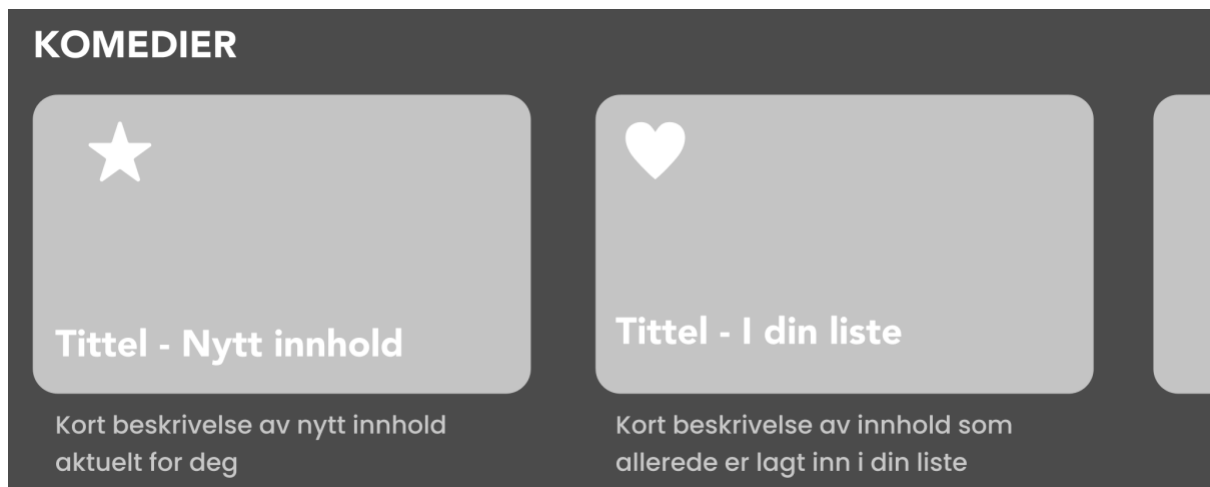 KOMEDIER
Tittel - Nytt innhold
Kort beskrivelse av nytt innhold
aktuelt for deg
Tittel - I din liste
Kort beskrivelse av innhold som
allerede er lagt inn i din liste